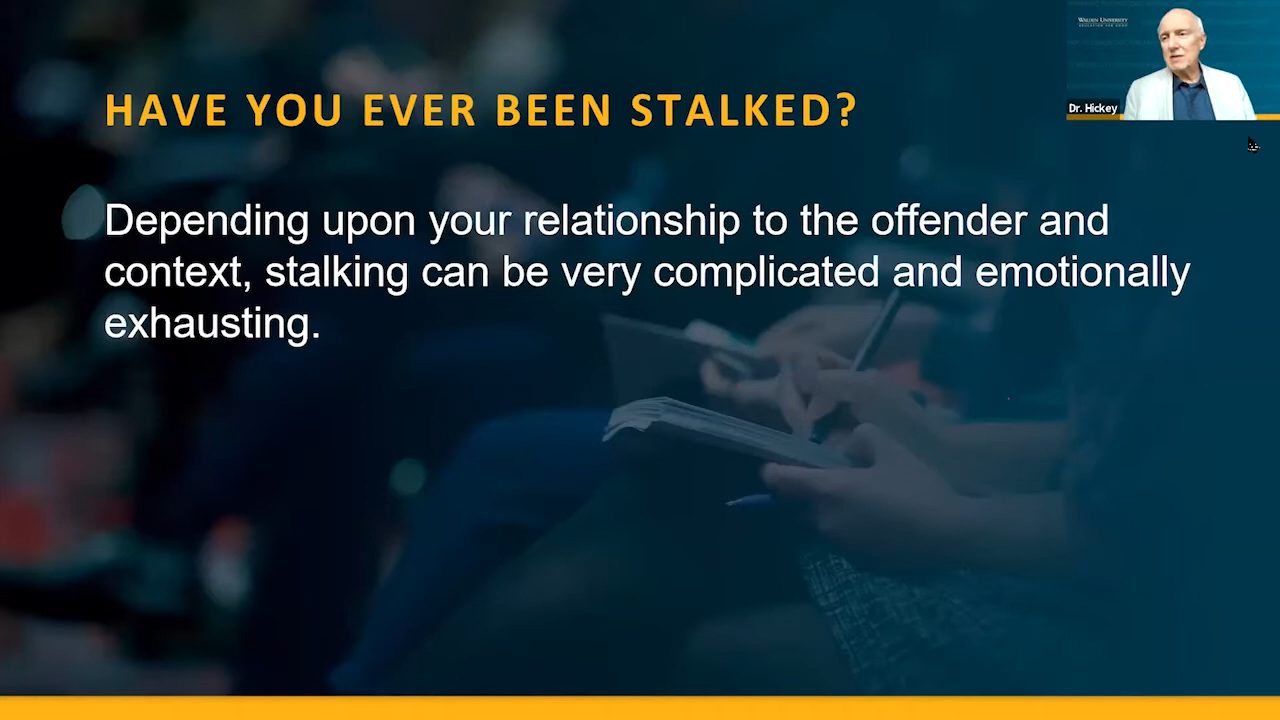 WALDEN UNIVERSITY
Dr. Hickey
HAVE YOU EVER BEEN STALKED?
Depending upon your relationship to the offender and
context, stalking can be very complicated and emotionally
exhausting.